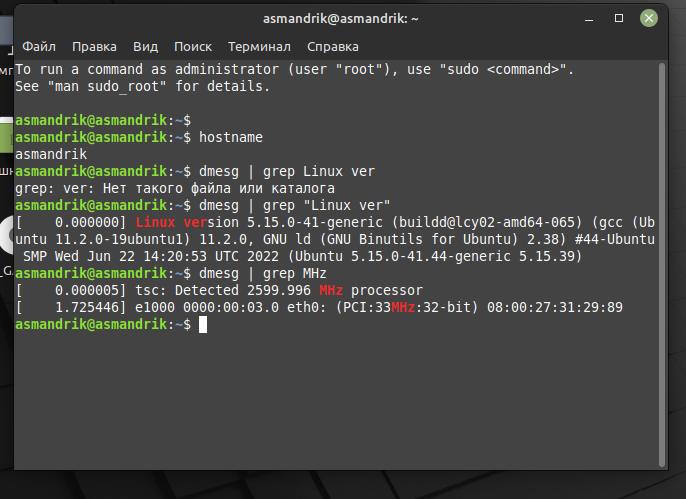 asmandrik@asmandrik: ~
Файл Правка Вид Поиск Терминал Справка
To run a command as administrator (user "root"), use "sudo <command>".
See "man sudo_root" for details.
asmandrik@asmandrik:~$
asmandrik@asmandrik:~$ hostname
asmandrik
asmandrik@asmandrik:~$ dmesg | grep Linux ver
grep: ver: Нет такого файла или каталога
asmandrik@asmandrik:~$ dmesg | grep "Linux ver"
[    0.000000] Linux version 5.15.0-41-generic (buildd@lcy02-amd64-065) (gcc (Ub
untu 11.2.0-19ubuntu1) 11.2.0, GNU ld (GNU Binutils for Ubuntu) 2.38) #44-Ubuntu
 SMP Wed Jun 22 14:20:53 UTC 2022 (Ubuntu 5.15.0-41.44-generic 5.15.39)
asmandrik@asmandrik:~$ dmesg | grep MHz
[    0.000005] tsc: Detected 2599.996 MHz processor
[    1.725446] e1000 0000:00:03.0 eth0: (PCI:33MHz:32-bit) 08:00:27:31:29:89
asmandrik@asmandrik:~$